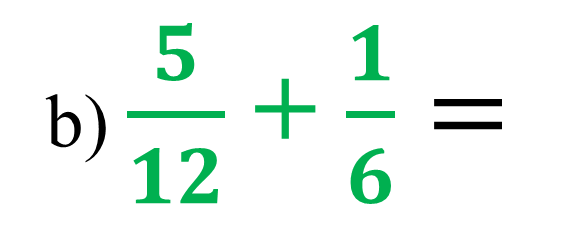 b) 5/12 + 1/6 =